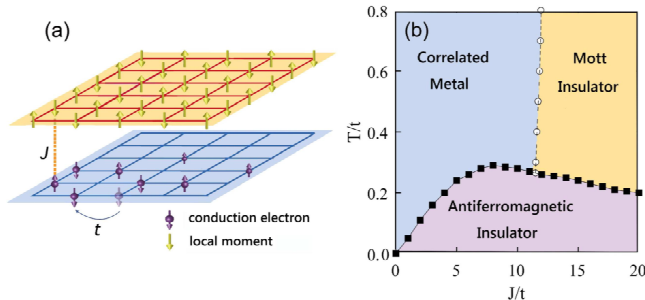 (a)
J
t
conduction electron
local moment
(b)
0.8
0.6
0.4
0.2
0.0
T/t
Correlated
Metal
Mott
Insulator
Antiferromagnetic
Insulator
0
5
10
15
20
J/t